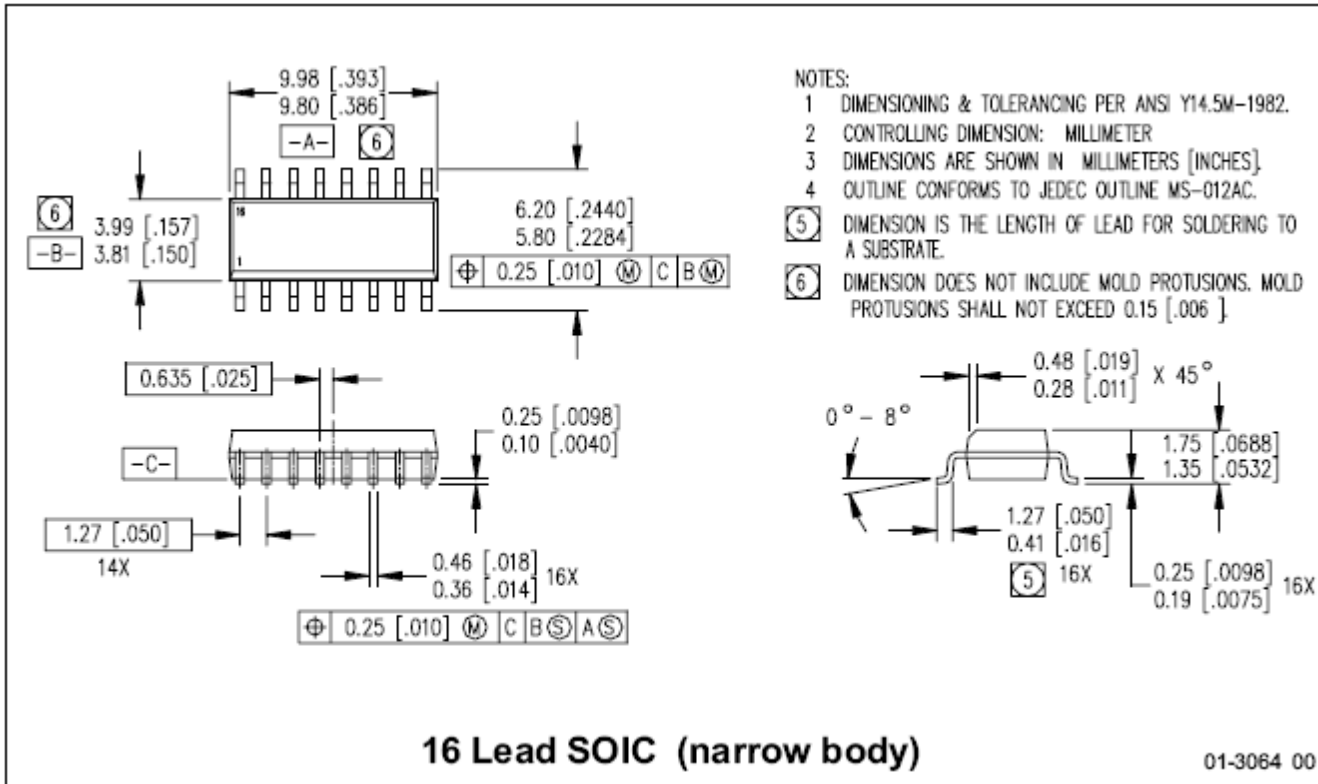 9.98 [.393]
9.80 [.386]
-A- 6
6
3.99 [.157]
3.81 [.150]
-B-
16
1
6.20 [.2440]
5.80 [.2284]
⌖ 0.25 [.010] Ⓜ C B Ⓜ
NOTES:
1 DIMENSIONING & TOLERANCING PER ANSI Y14.5M-1982.
2 CONTROLLING DIMENSION: MILLIMETER
3 DIMENSIONS ARE SHOWN IN MILLIMETERS [INCHES].
4 OUTLINE CONFORMS TO JEDEC OUTLINE MS-012AC.
5 DIMENSION IS THE LENGTH OF LEAD FOR SOLDERING TO
A SUBSTRATE.
6 DIMENSION DOES NOT INCLUDE MOLD PROTUSIONS. MOLD
PROTUSIONS SHALL NOT EXCEED 0.15 [.006 ].
0.635 [.025]
0.25 [.0098]
0.10 [.0040]
-C-
1.27 [.050]
14X
0.46 [.018]
0.36 [.014] 16X
⌖ 0.25 [.010] Ⓜ C B Ⓢ A Ⓢ
0.48 [.019]
0.28 [.011] X 45°
0° - 8°
1.75 [.0688]
1.35 [.0532]
1.27 [.050]
0.41 [.016]
5 16X
0.25 [.0098]
0.19 [.0075] 16X
16 Lead SOIC (narrow body)
01-3064 00